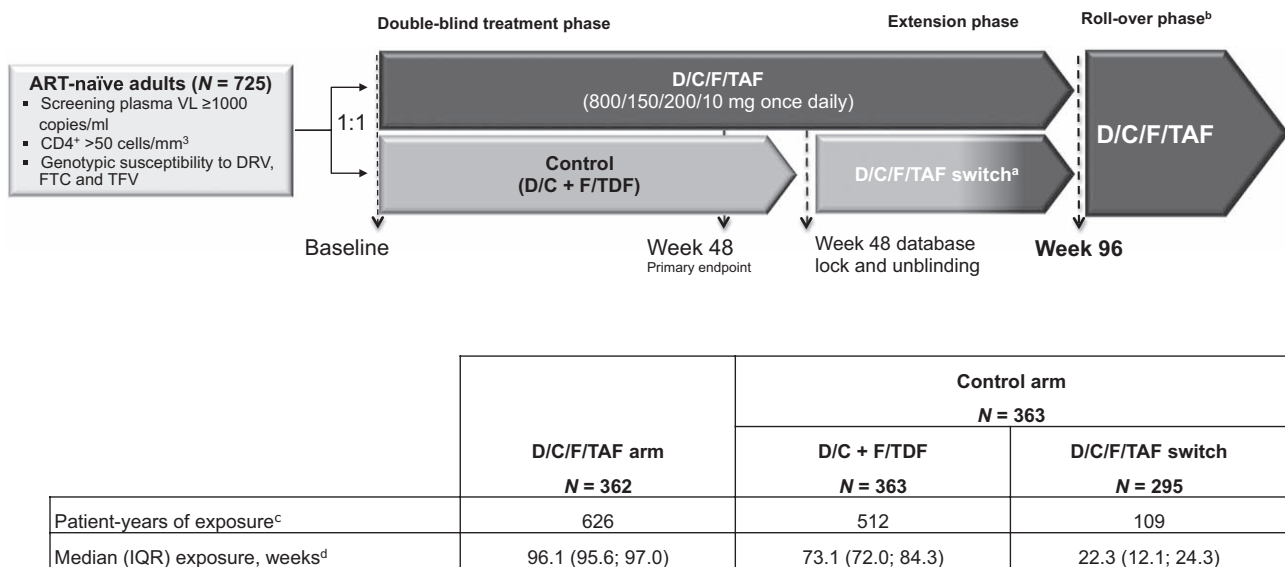 Double-blind treatment phase
Extension phase
Roll-over phaseᵇ
ART-naïve adults (N = 725)
▪ Screening plasma VL ≥1000
copies/ml
▪ CD4⁺ >50 cells/mm³
▪ Genotypic susceptibility to DRV,
FTC and TFV
1:1
D/C/F/TAF
(800/150/200/10 mg once daily)
Control
(D/C + F/TDF)
D/C/F/TAF switchᵃ
D/C/F/TAF
Baseline
Week 48
Primary endpoint
Week 48 database
lock and unblinding
Week 96
Control arm
N = 363
D/C/F/TAF arm
N = 362
D/C + F/TDF
N = 363
D/C/F/TAF switch
N = 295
Patient-years of exposureᶜ 626 512 109
Median (IQR) exposure, weeksᵈ 96.1 (95.6; 97.0) 73.1 (72.0; 84.3) 22.3 (12.1; 24.3)